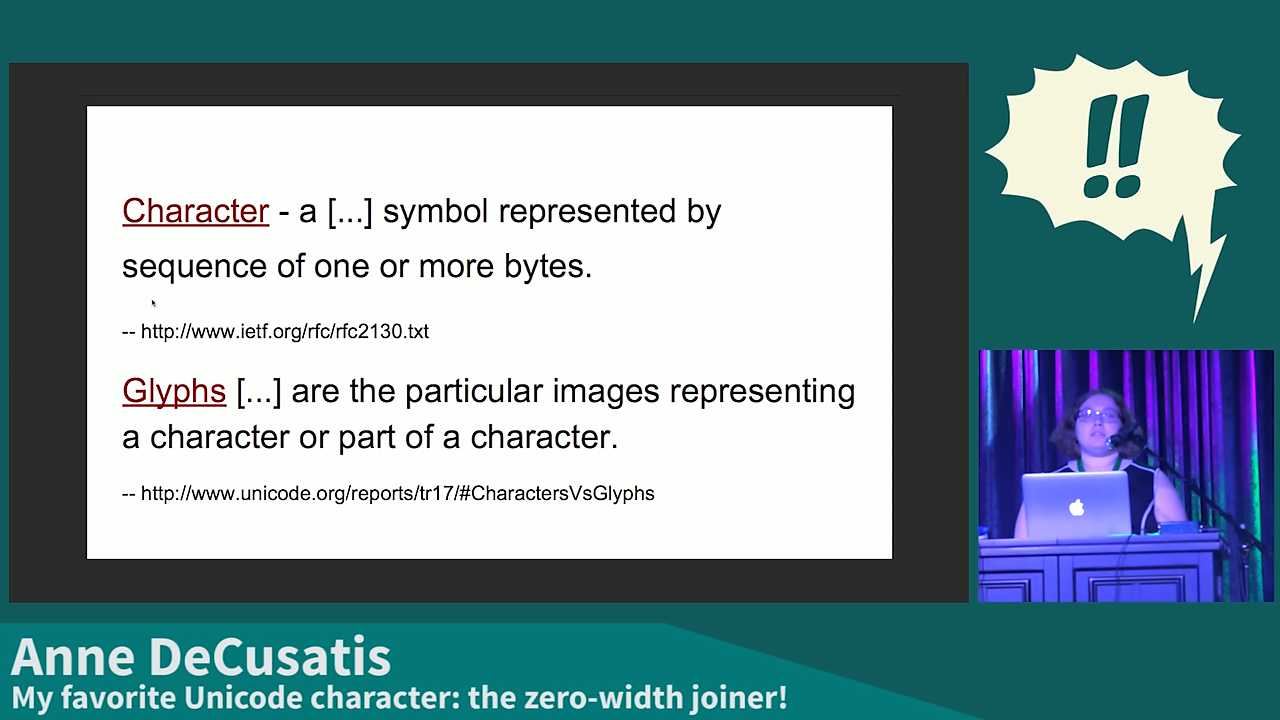 Character - a [...] symbol represented by
sequence of one or more bytes.
-- http://www.ietf.org/rfc/rfc2130.txt
Glyphs [...] are the particular images representing
a character or part of a character.
-- http://www.unicode.org/reports/tr17/#CharactersVsGlyphs
!!
Anne DeCusatis
My favorite Unicode character: the zero-width joiner!